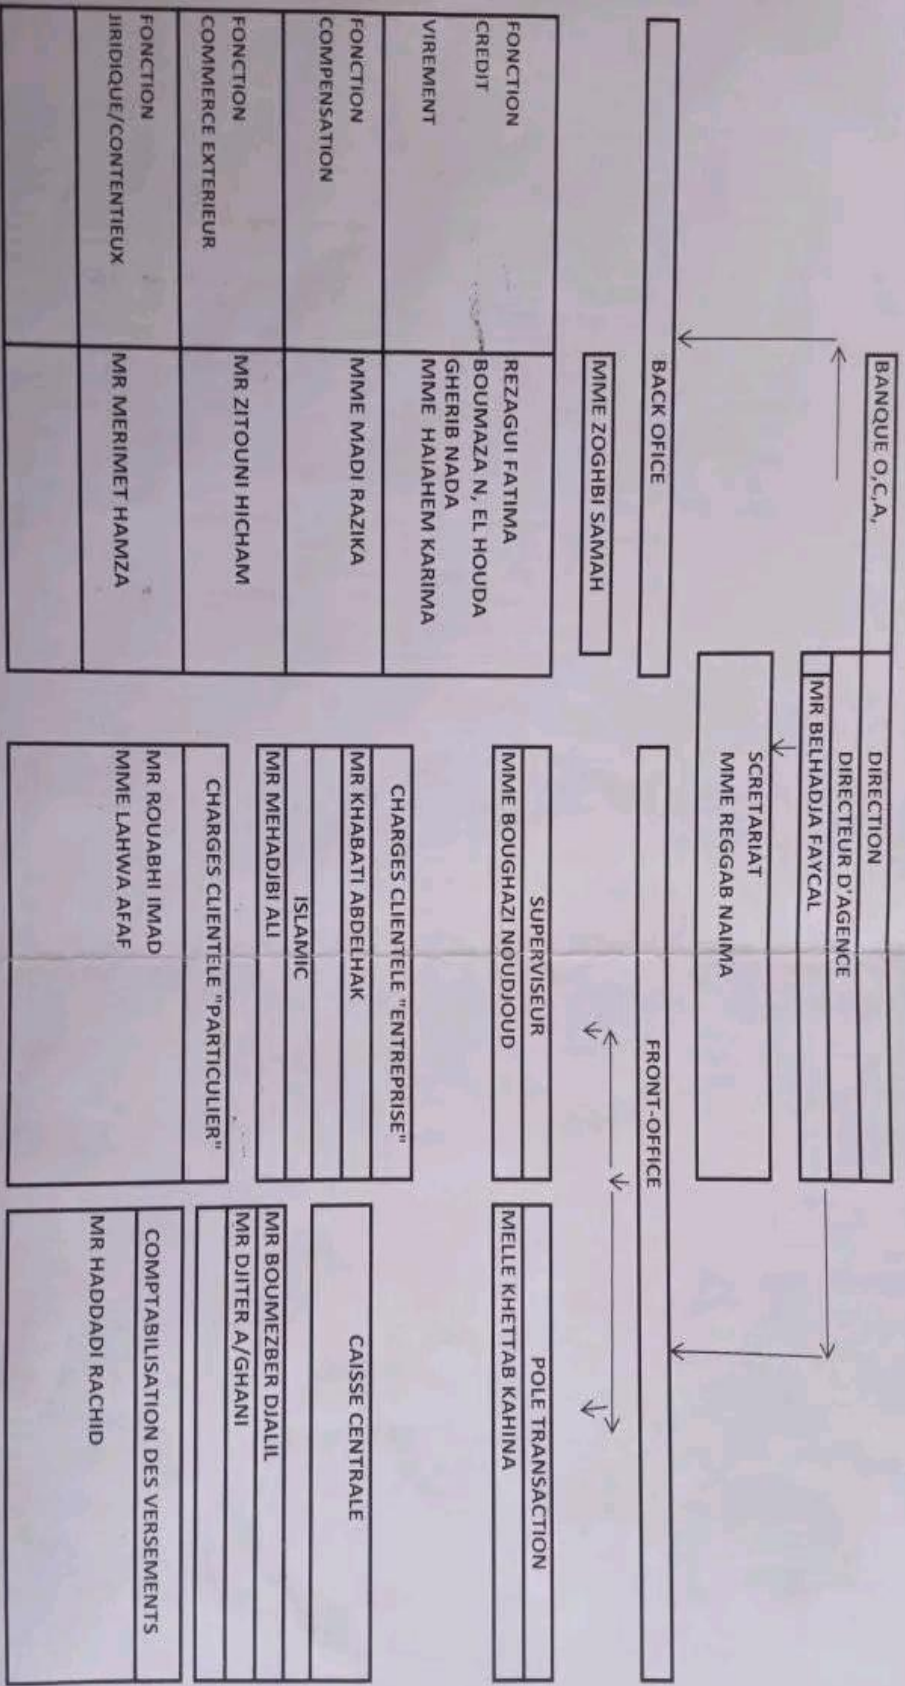 BANQUE O,C,A,
DIRECTION
DIRECTEUR D'AGENCE
MR BELHADJA FAYCAL
SCRETARIAT
MME REGGAB NAIMA
BACK OFICE
MME ZOGHBI SAMAH
FONCTION
CREDIT
VIREMENT
REZAGUI FATIMA
BOUMAZA N, EL HOUDA
GHERIB NADA
MME HAIAHEM KARIMA
FONCTION
COMPENSATION
MME MADI RAZIKA
FONCTION
COMMERCE EXTERIEUR
MR ZITOUNI HICHAM
FONCTION
JIRIDIQUE/CONTENTIEUX
MR MERIMET HAMZA
FRONT-OFFICE
SUPERVISEUR
MME BOUGHAZI NOUDJOUD
CHARGES CLIENTELE "ENTREPRISE"
MR KHABATI ABDELHAK
ISLAMIC
MR MEHADJBI ALI
CHARGES CLIENTELE "PARTICULIER"
MR ROUABHI IMAD
MME LAHWA AFAF
POLE TRANSACTION
MELLE KHETTAB KAHINA
CAISSE CENTRALE
MR BOUMEZBER DJALIL
MR DJITER A/GHANI
COMPTABILISATION DES VERSEMENTS
MR HADDADI RACHID